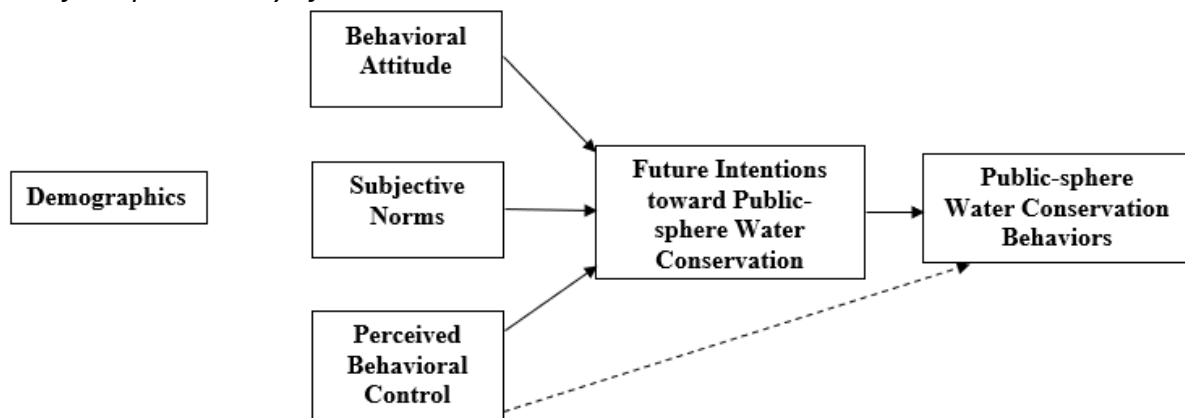 Behavioral
Attitude
Demographics
Subjective
Norms
Future Intentions
toward Public-
sphere Water
Conservation
Public-sphere
Water Conservation
Behaviors
Perceived
Behavioral
Control